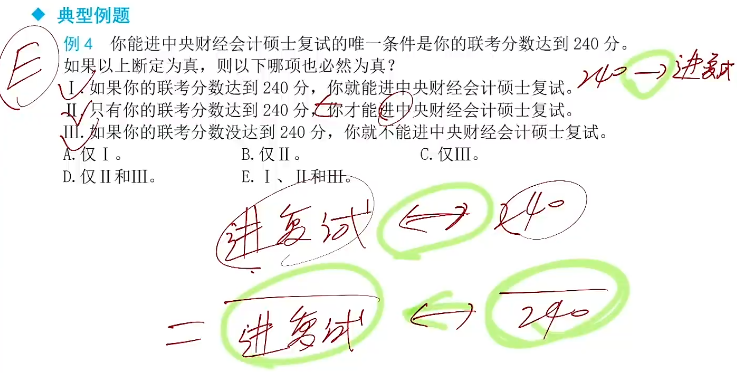 ◆ 典型例题
E
例 4 你能进中央财经会计硕士复试的唯一条件是你的联考分数达到 240 分。
如果以上断定为真，则以下哪项也必然为真？
Ⅰ.如果你的联考分数达到 240 分，你就能进中央财经会计硕士复试。
240 → 进复试
Ⅱ.只有你的联考分数达到 240 分，你才能进中央财经会计硕士复试。
←
Ⅲ.如果你的联考分数没达到 240 分，你就不能进中央财经会计硕士复试。
A.仅Ⅰ。 B.仅Ⅱ。 C.仅Ⅲ。
D.仅Ⅱ和Ⅲ。 E.Ⅰ、Ⅱ和Ⅲ。
进复试 ↔ 240
= 进复试 ↔ 240